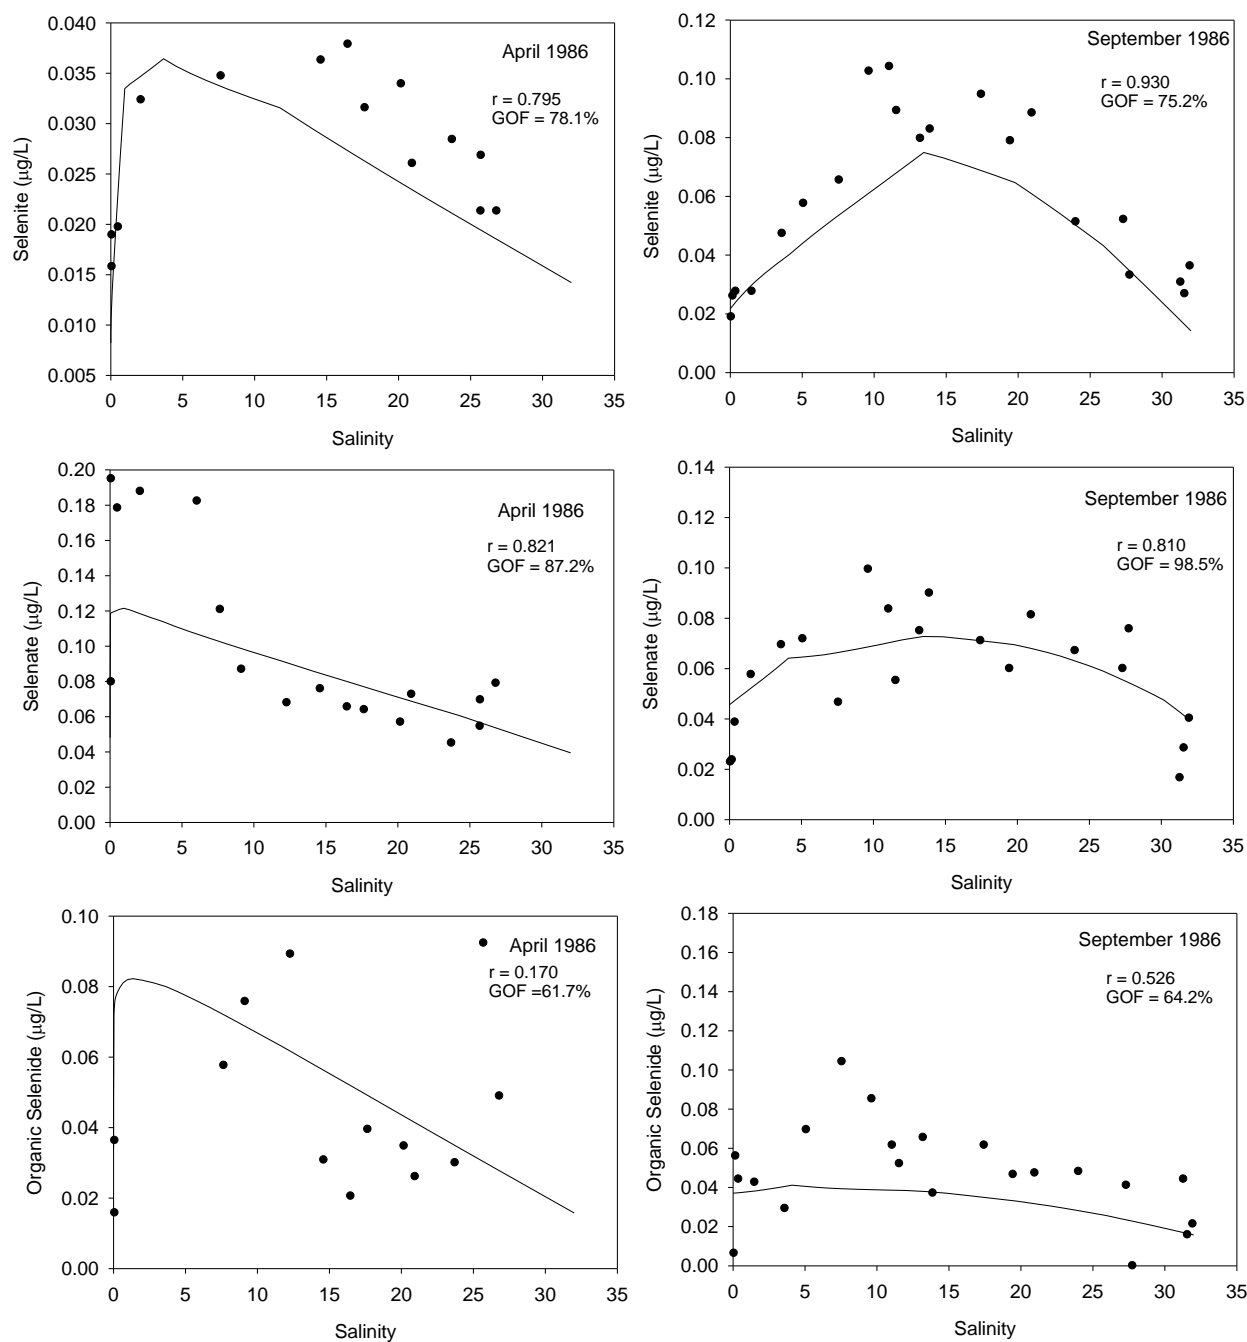 April 1986
r = 0.795
GOF = 78.1%
Selenite (µg/L)
0.040
0.035
0.030
0.025
0.020
0.015
0.010
0.005
0 5 10 15 20 25 30 35
Salinity
September 1986
r = 0.930
GOF = 75.2%
Selenite (µg/L)
0.12
0.10
0.08
0.06
0.04
0.02
0.00
0 5 10 15 20 25 30 35
Salinity
April 1986
r = 0.821
GOF = 87.2%
Selenate (µg/L)
0.20
0.18
0.16
0.14
0.12
0.10
0.08
0.06
0.04
0.02
0.00
0 5 10 15 20 25 30 35
Salinity
September 1986
r = 0.810
GOF = 98.5%
Selenate (µg/L)
0.14
0.12
0.10
0.08
0.06
0.04
0.02
0.00
0 5 10 15 20 25 30 35
Salinity
April 1986
r = 0.170
GOF =61.7%
Organic Selenide (µg/L)
0.10
0.08
0.06
0.04
0.02
0.00
0 5 10 15 20 25 30 35
Salinity
September 1986
r = 0.526
GOF = 64.2%
Organic Selenide (µg/L)
0.18
0.16
0.14
0.12
0.10
0.08
0.06
0.04
0.02
0.00
0 5 10 15 20 25 30 35
Salinity